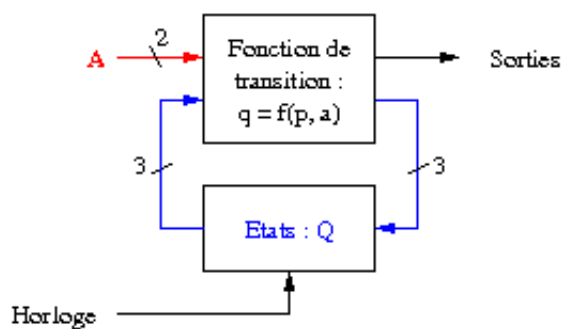 2
A
Fonction de
transition :
q = f(p, a)
Sorties
3
3
Etats : Q
Horloge